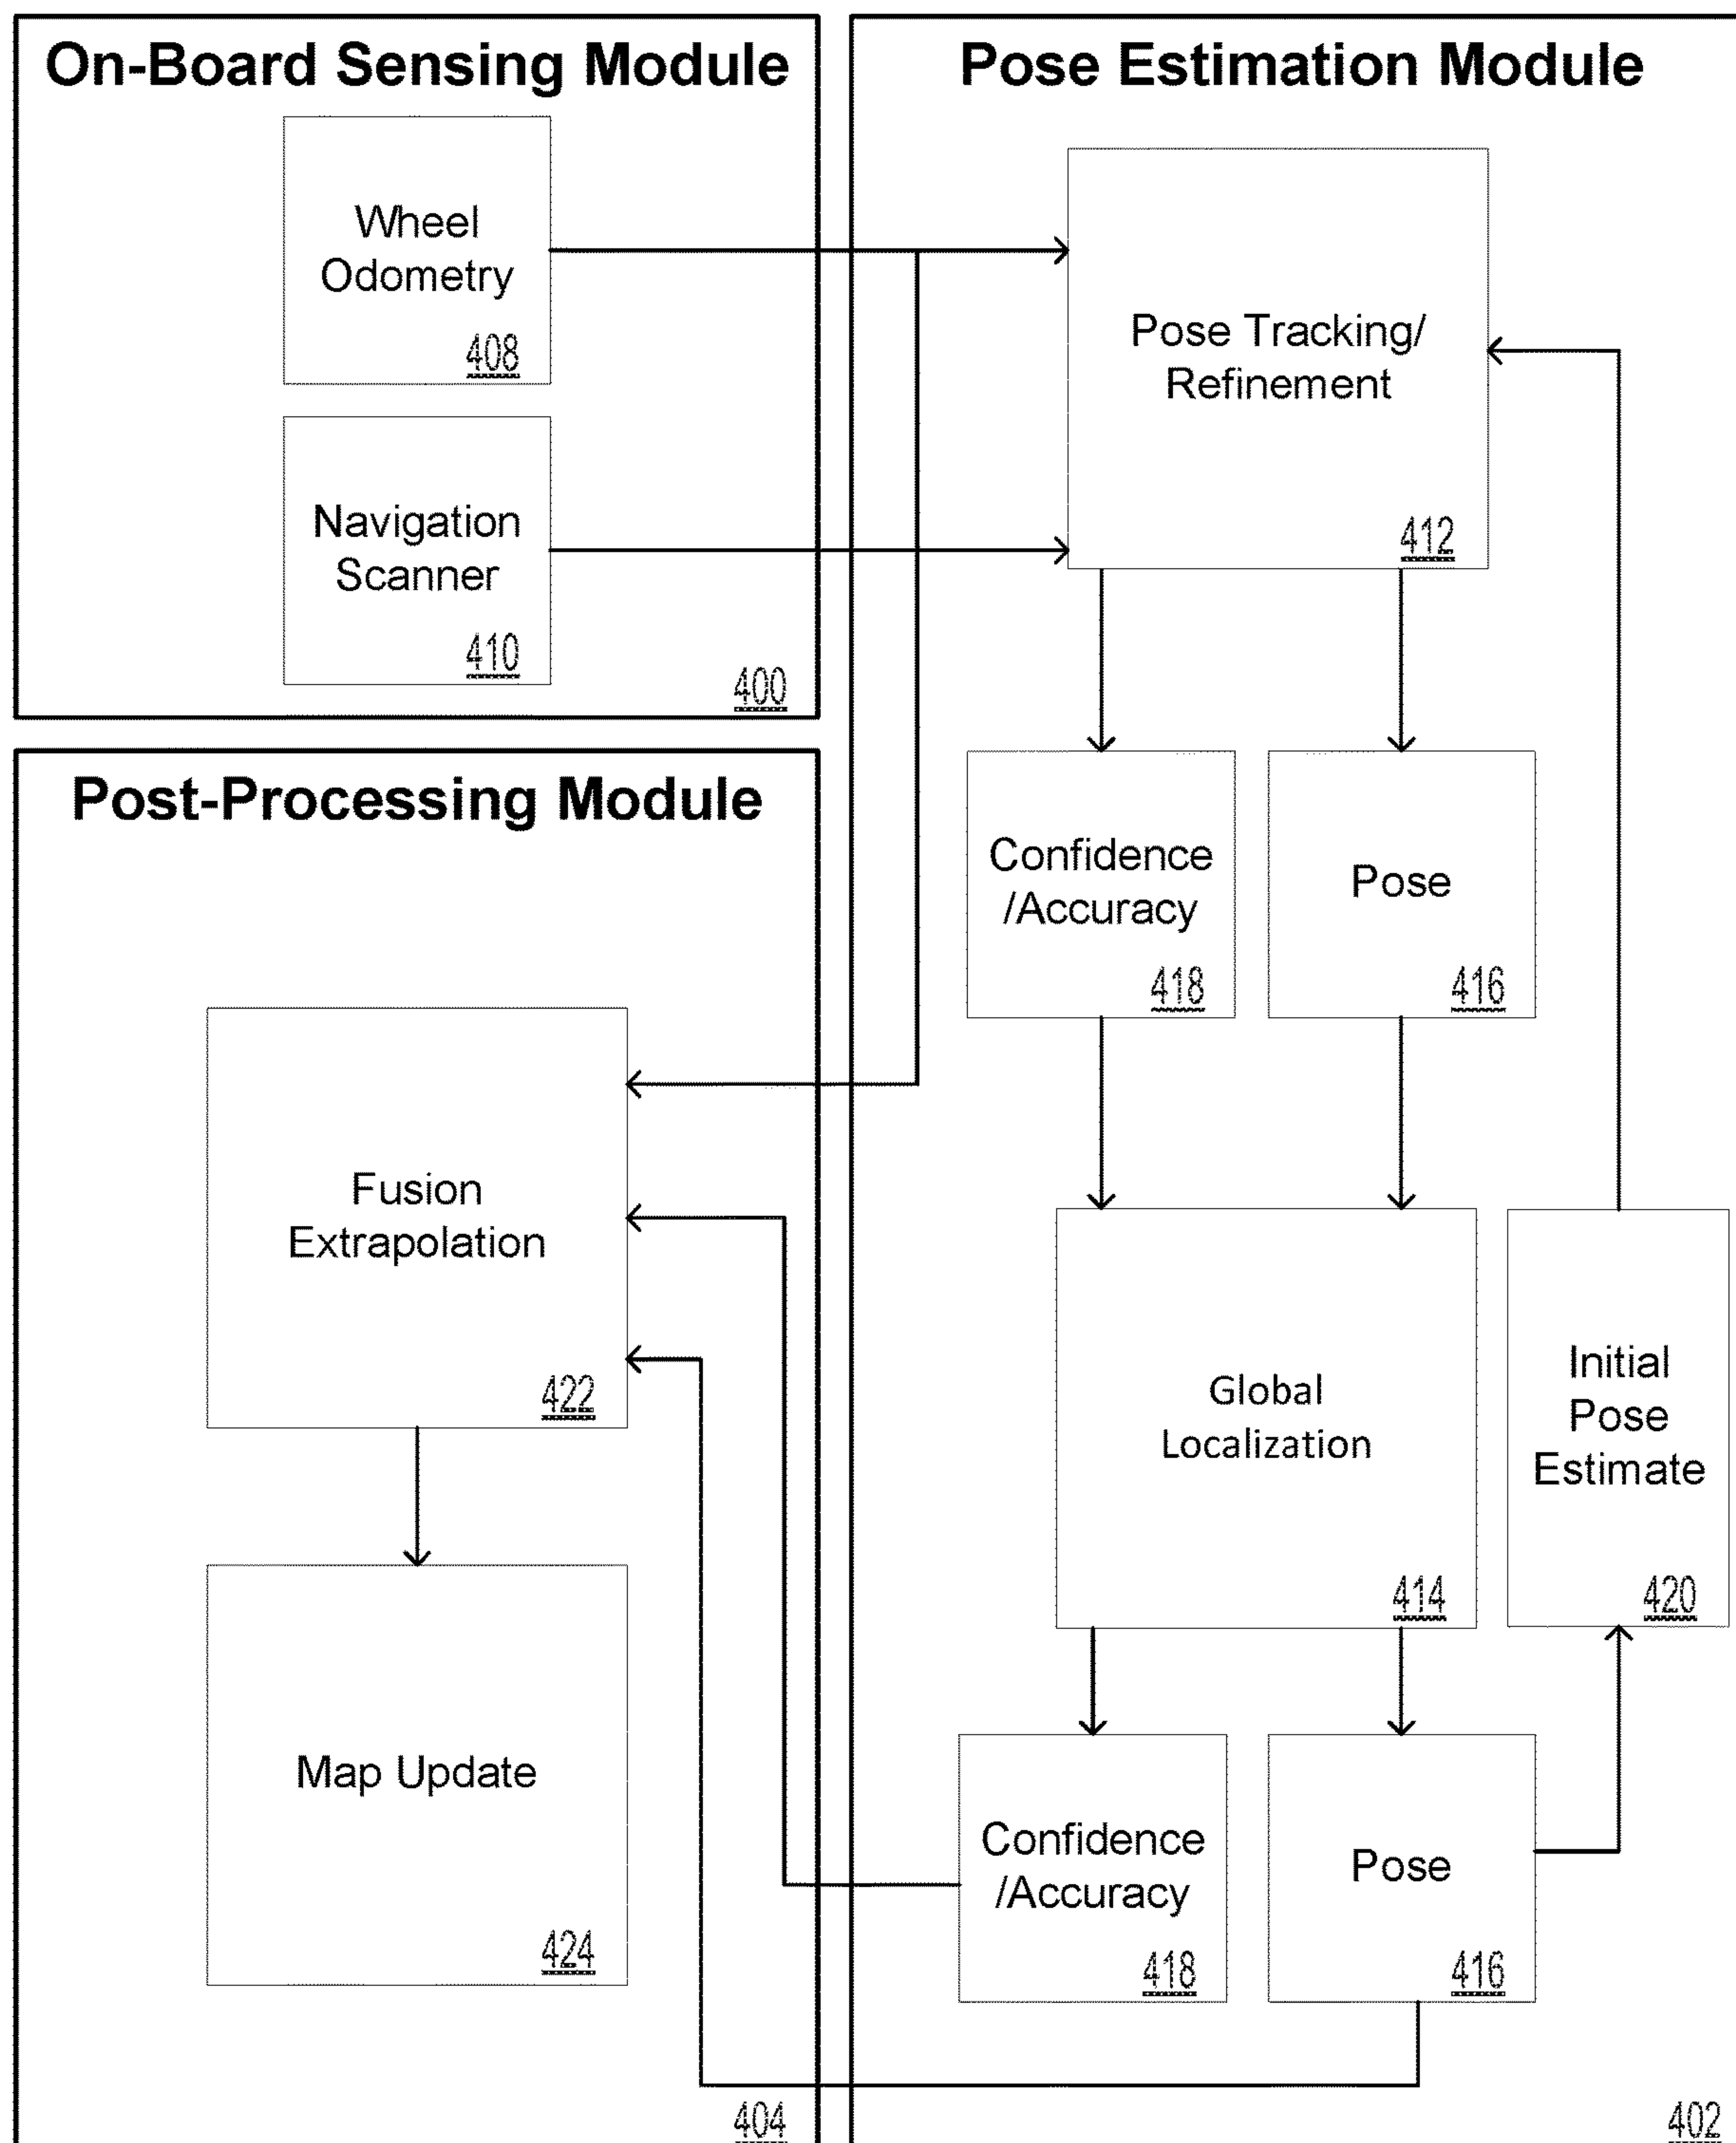 On-Board Sensing Module
Wheel
Odometry
408
Navigation
Scanner
410
400
Pose Estimation Module
Pose Tracking/
Refinement
412
Confidence
/Accuracy
418
Pose
416
Global
Localization
414
Initial
Pose
Estimate
420
Confidence
/Accuracy
418
Pose
416
402
Post-Processing Module
Fusion
Extrapolation
422
Map Update
424
404